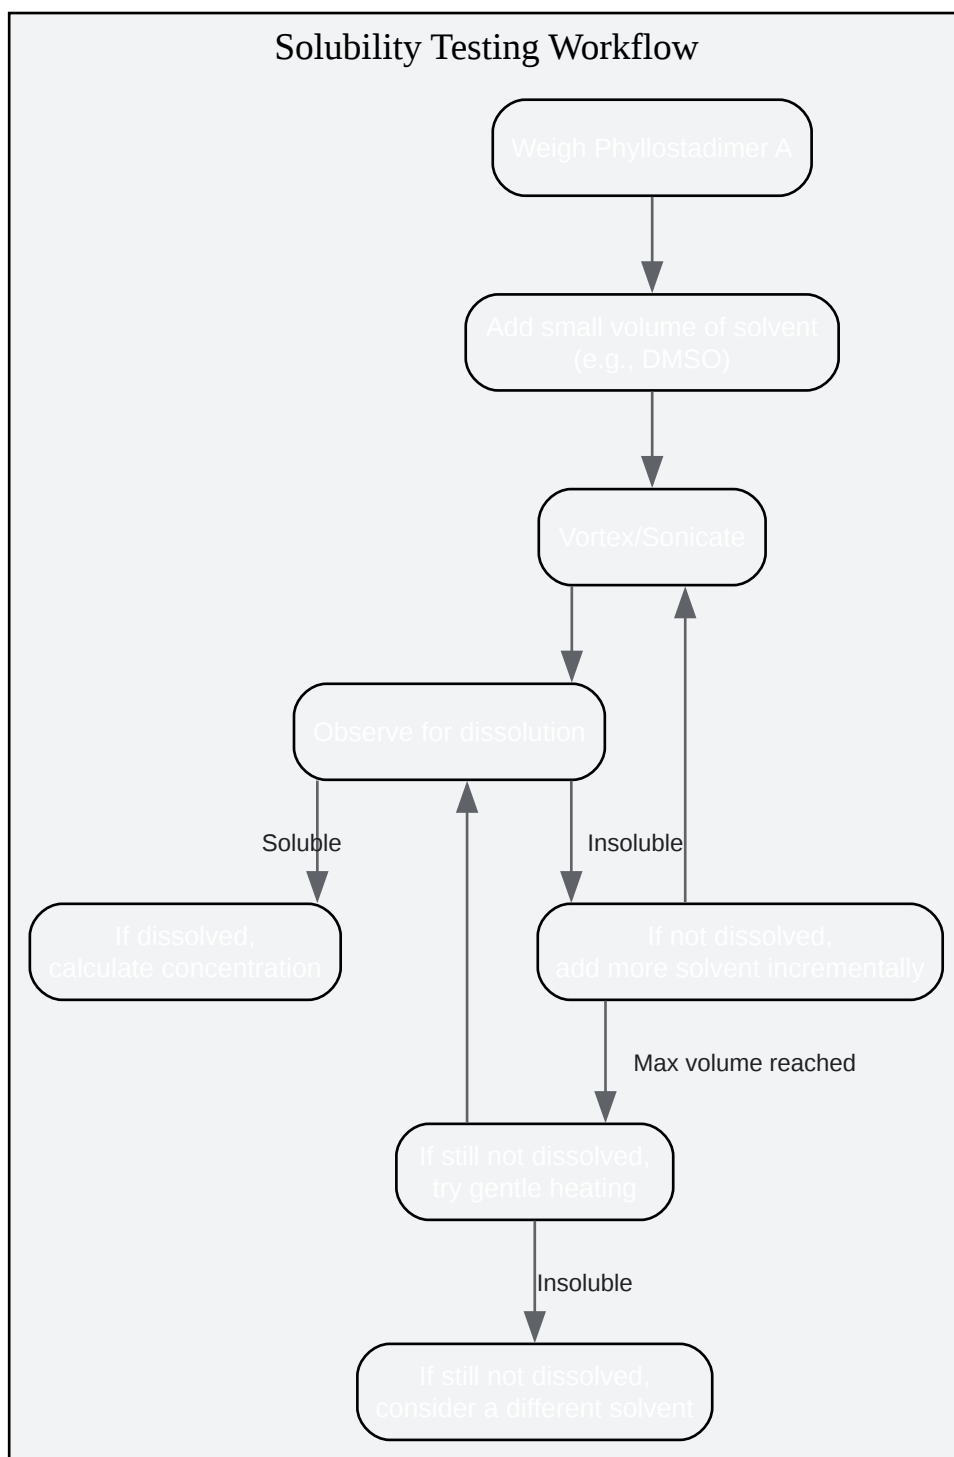 Solubility Testing Workflow
Weigh Phyllostadimer A
Add small volume of solvent
(e.g., DMSO)
Vortex/Sonicate
Observe for dissolution
Soluble
Insoluble
If dissolved,
calculate concentration
If not dissolved,
add more solvent incrementally
Max volume reached
If still not dissolved,
try gentle heating
Insoluble
If still not dissolved,
consider a different solvent